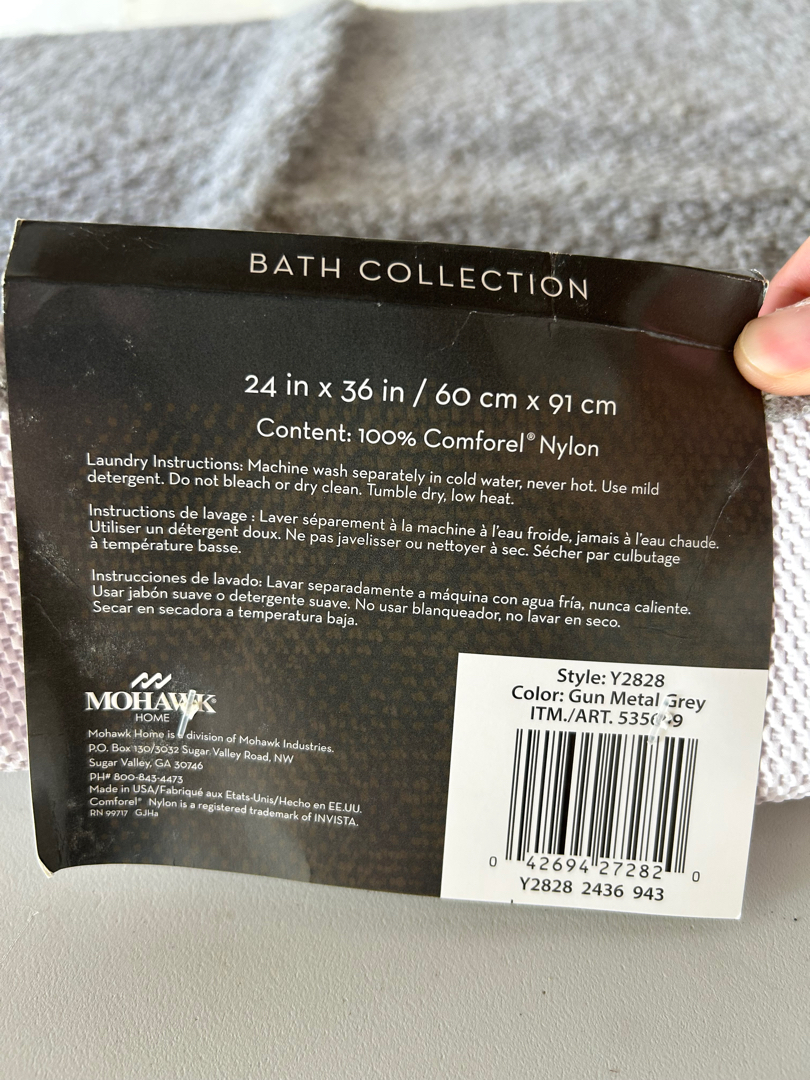 BATH COLLECTION
24 in x 36 in / 60 cm x 91 cm
Content: 100% Comforel® Nylon
Laundry Instructions: Machine wash separately in cold water, never hot. Use mild
detergent. Do not bleach or dry clean. Tumble dry, low heat.
Instructions de lavage : Laver séparement à la machine à l'eau froide, jamais à l'eau chaude.
Utiliser un détergent doux. Ne pas javelisser ou nettoyer à sec. Sécher par culbutage
à température basse.
Instrucciones de lavado: Lavar separadamente a máquina con agua fría, nunca caliente.
Usar jabón suave o detergente suave. No usar blanqueador, no lavar en seco.
Secar en secadora a temperatura baja.
MOHAWK®
HOME
Mohawk Home is division of Mohawk Industries.
P.O. Box 130/3032 Sugar Valley Road, NW
Sugar Valley, GA 30746
PH# 800-843-4473
Made in USA/Fabriqué aux Etats-Unis/Hecho en EE.UU.
Comforel® Nylon is a registered trademark of INVISTA.
RN 99717 GJHa
Style: Y2828
Color: Gun Metal Grey
ITM./ART.
0 42694 27282 0
Y2828 2436 943